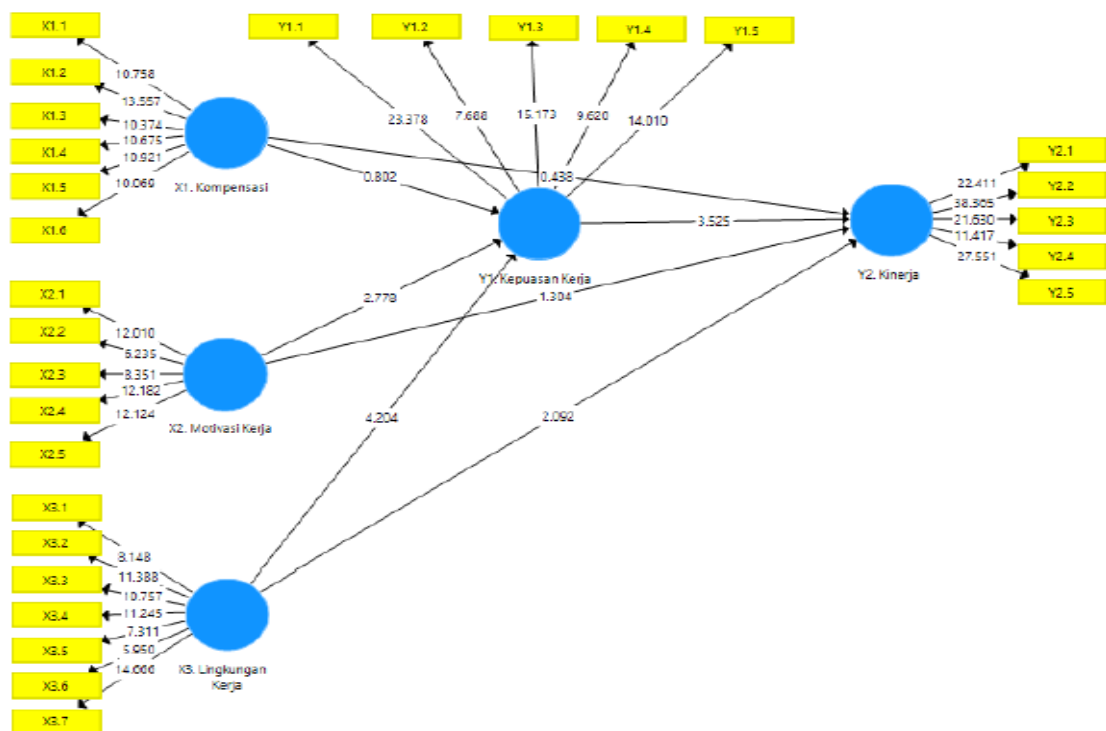 X1.1
X1.2
X1.3
X1.4
X1.5
X1.6
10.758
13.557
10.374
10.675
10.921
10.069
X1. Kompensasi
Y1.1
Y1.2
Y1.3
Y1.4
Y1.5
23.378
7.688
15.173
9.620
14.010
0.438
0.802
Y1. Kepuasan Kerja
3.525
Y2.1
Y2.2
Y2.3
Y2.4
Y2.5
22.411
38.365
21.630
11.417
27.551
Y2. Kinerja
X2.1
X2.2
X2.3
X2.4
X2.5
12.010
6.235
8.351
12.182
12.124
X2. Motivasi Kerja
2.778
1.304
4.204
2.092
X3.1
X3.2
X3.3
X3.4
X3.5
X3.6
X3.7
8.148
11.388
10.757
11.245
7.311
5.950
14.666
X3. Lingkungan
Kerja